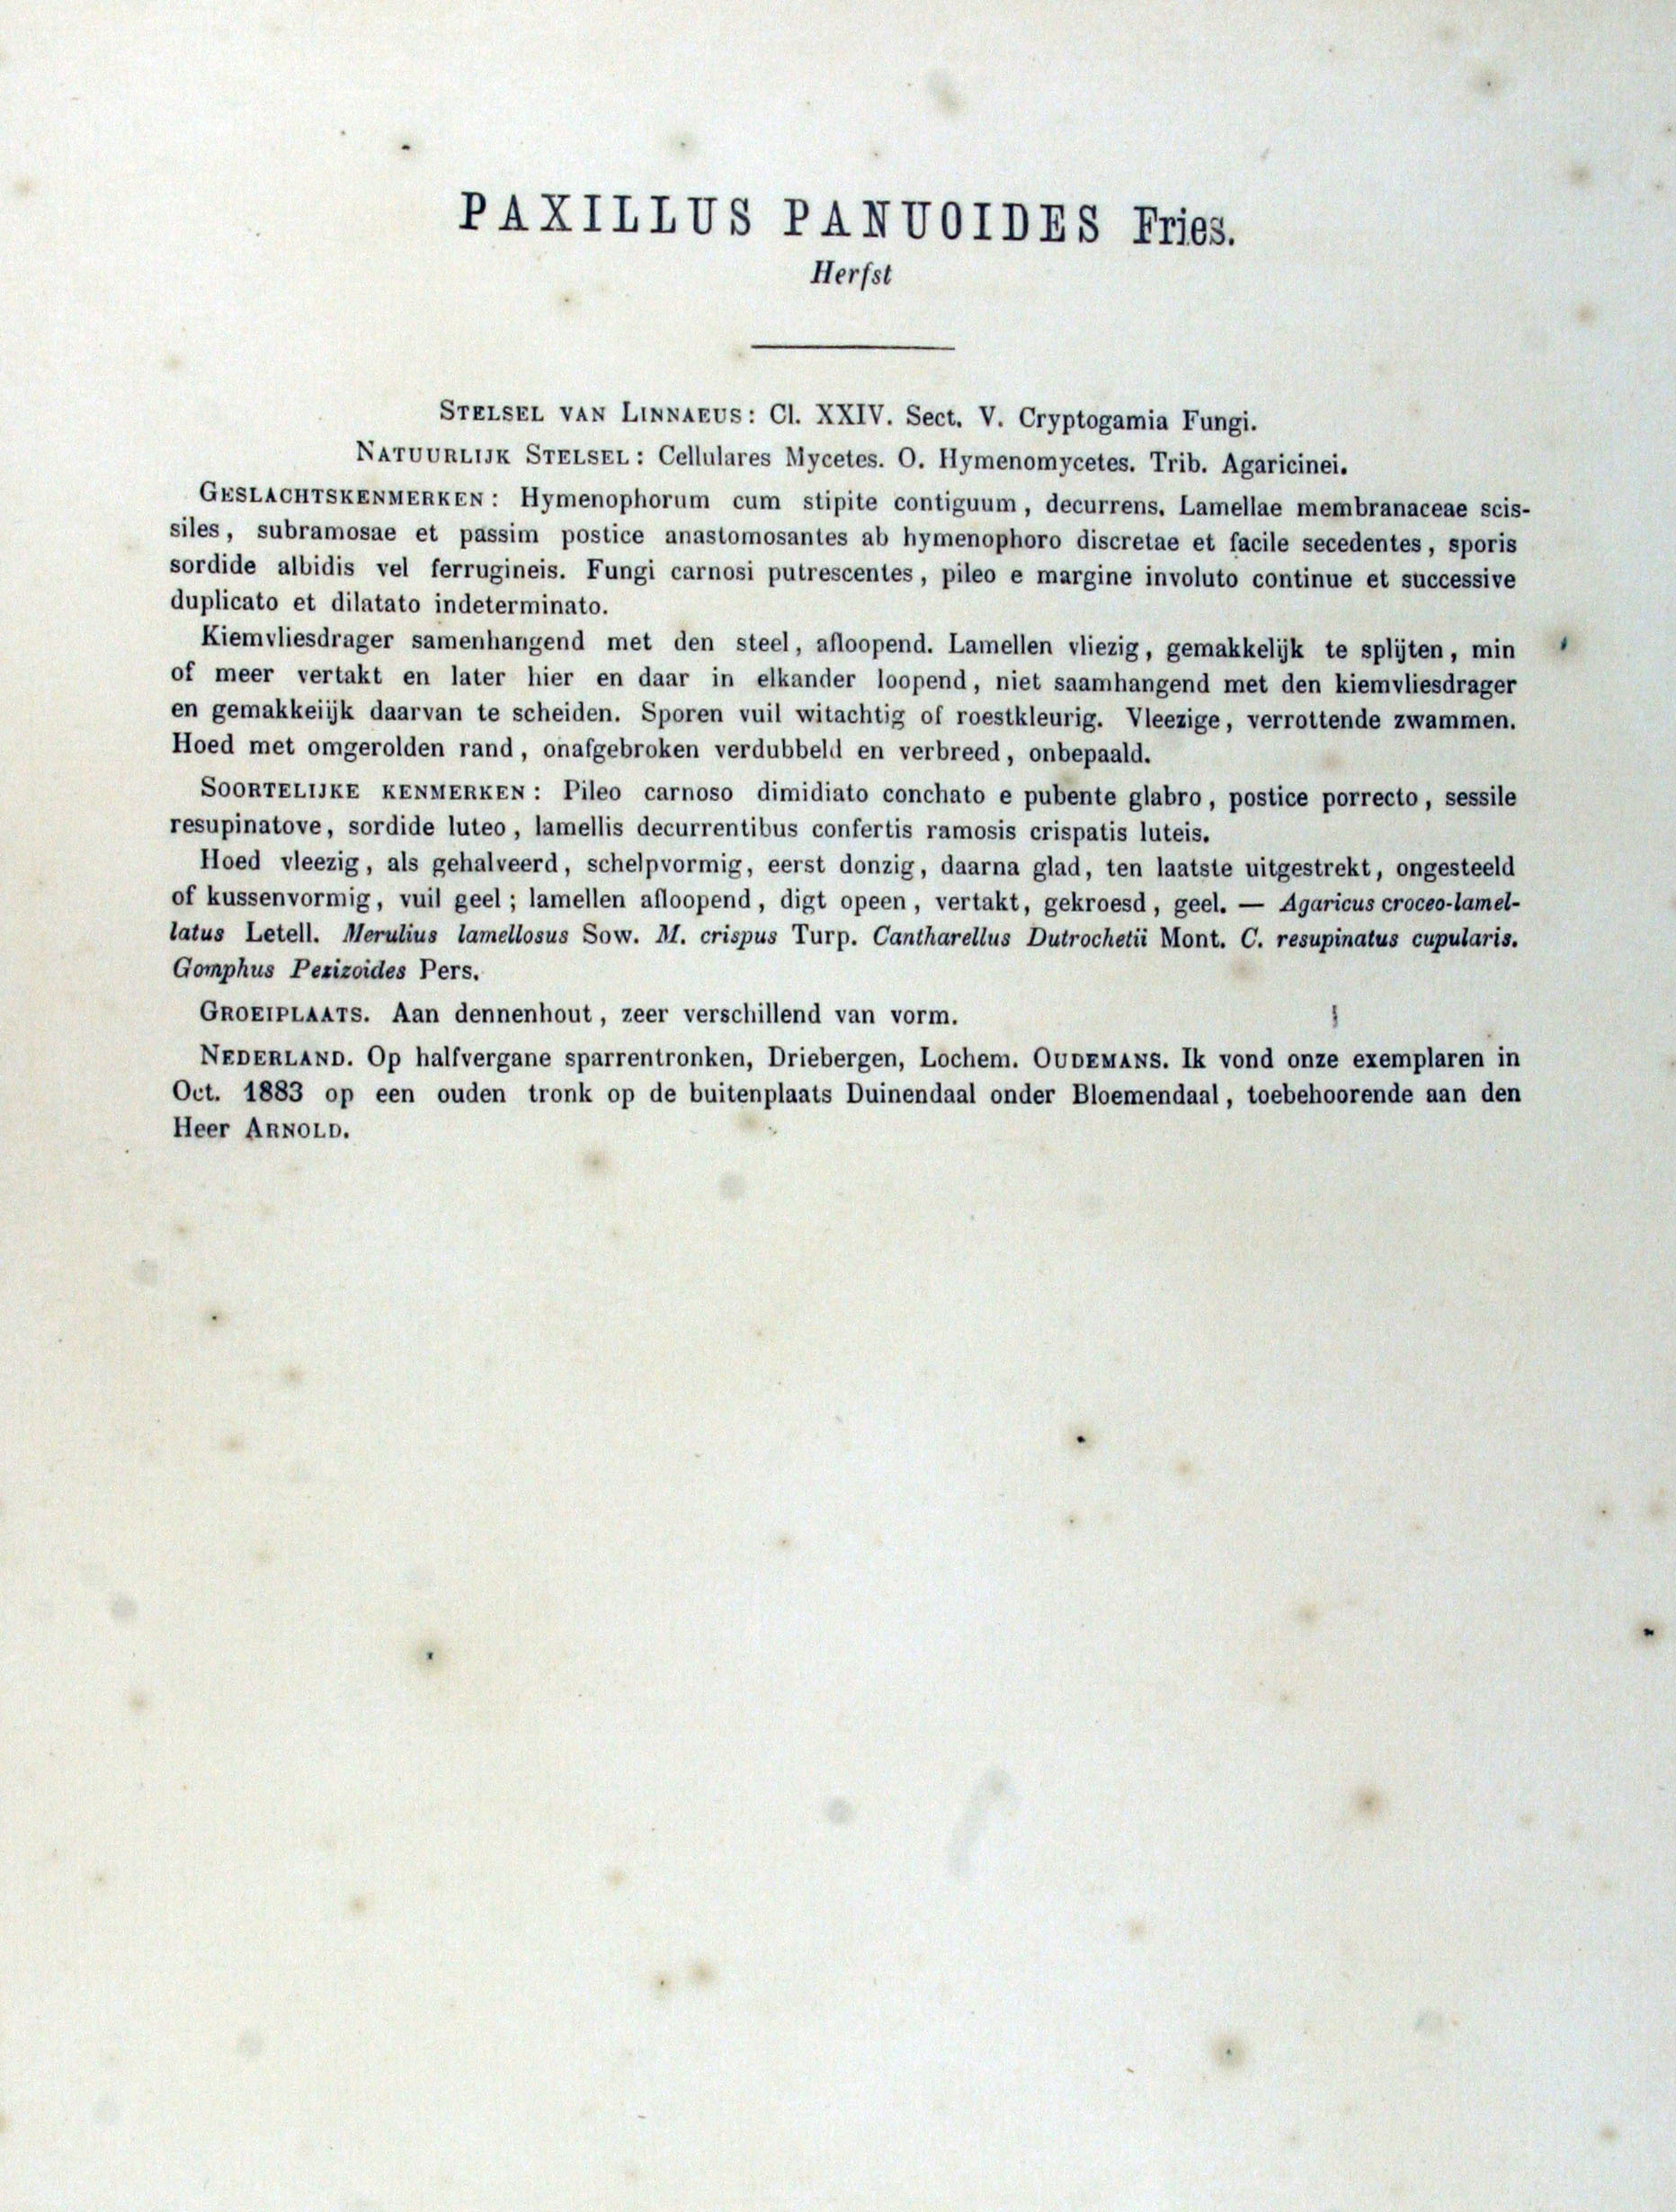 PAXILLUS PANUOIDES Fries.
Herfst
STELSEL VAN LINNAEUS: Cl. XXIV. Sect. V. Cryptogamia Fungi.
NATUURLIJK STELSEL: Cellulares Mycetes. O. Hymenomycetes. Trib. Agaricinei.
GESLACHTSKENMERKEN: Hymenophorum cum stipite contiguum, decurrens. Lamellae membranaceae scis-
siles, subramosae et passim postice anastomosantes ab hymenophoro discretae et facile secedentes, sporis
sordide albidis vel ferrugineis. Fungi carnosi putrescentes, pileo e margine involuto continue et successive
duplicato et dilatato indeterminato.
Kiemvliesdrager samenhangend met den steel, afloopend. Lamellen vliezig, gemakkelijk te splijten, min
of meer vertakt en later hier en daar in elkander loopend, niet saamhangend met den kiemvliesdrager
en gemakkeiijk daarvan te scheiden. Sporen vuil witachtig of roestkleurig. Vleezige, verrottende zwammen.
Hoed met omgerolden rand, onafgebroken verdubbeld en verbreed, onbepaald.
SOORTELIJKE KENMERKEN: Pileo carnoso dimidiato conchato e pubente glabro, postice porrecto, sessile
resupinatove, sordide luteo, lamellis decurrentibus confertis ramosis crispatis luteis.
Hoed vleezig, als gehalveerd, schelpvormig, eerst donzig, daarna glad, ten laatste uitgestrekt, ongesteeld
of kussenvormig, vuil geel; lamellen afloopend, digt opeen, vertakt, gekroesd, geel. — Agaricus croceo-lamel-
latus Letell. Merulius lamellosus Sow. M. crispus Turp. Cantharellus Dutrochetii Mont. C. resupinatus cupularis.
Gomphus Pezizoides Pers.
GROEIPLAATS. Aan dennenhout, zeer verschillend van vorm.
NEDERLAND. Op halfvergane sparrentronken, Driebergen, Lochem. OUDEMANS. Ik vond onze exemplaren in
Oct. 1883 op een ouden tronk op de buitenplaats Duinendaal onder Bloemendaal, toebehoorende aan den
Heer ARNOLD.